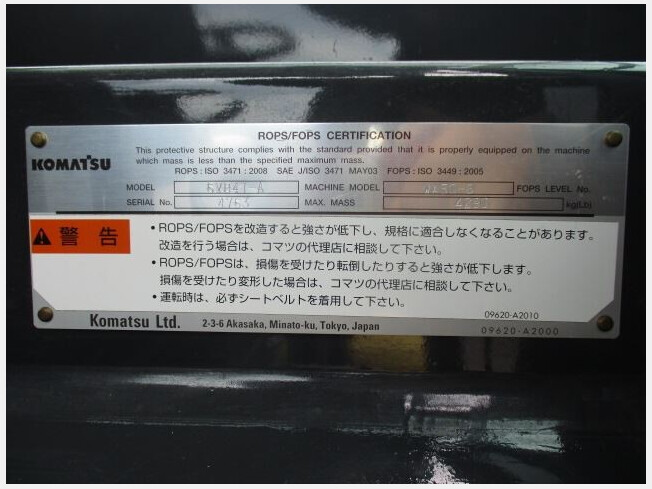 ROPS/FOPS CERTIFICATION
This protective structure complies with the standard provided that it is properly equipped on the machine
which mass is less than the specified maximum mass.
KOMATSU
ROPS : ISO 3471 : 2008 SAE J/ISO 3471 MAY03 FOPS : ISO 3449 : 2005
MODEL MACHINE MODEL FOPS LEVEL No.
SERIAL No. 4763 MAX. MASS kg(Lb)
警告
• ROPS/FOPSを改造すると強さが低下し、規格に適合しなくなることがあります。
改造を行う場合は、コマツの代理店に相談して下さい。
• ROPS/FOPSは、損傷を受けたり転倒したりすると強さが低下します。
損傷を受けたり変形した場合は、コマツの代理店に相談して下さい。
• 運転時は、必ずシートベルトを着用して下さい。
09620-A2010
Komatsu Ltd. 2-3-6 Akasaka, Minato-ku, Tokyo, Japan
09620-A2000